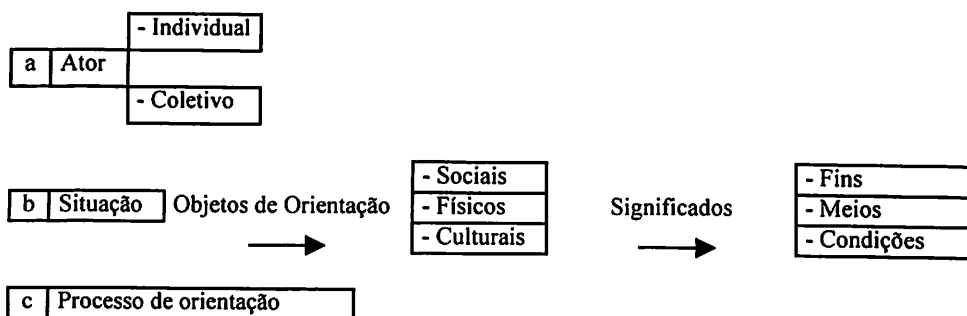 - Individual
a Ator
- Coletivo
b Situação Objetos de Orientação - Sociais - Físicos - Culturais Significados - Fins - Meios - Condições
c Processo de orientação